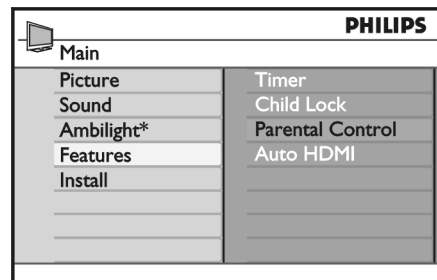 PHILIPS
Main
Picture
Sound
Ambilight*
Features
Install
Timer
Child Lock
Parental Control
Auto HDMI